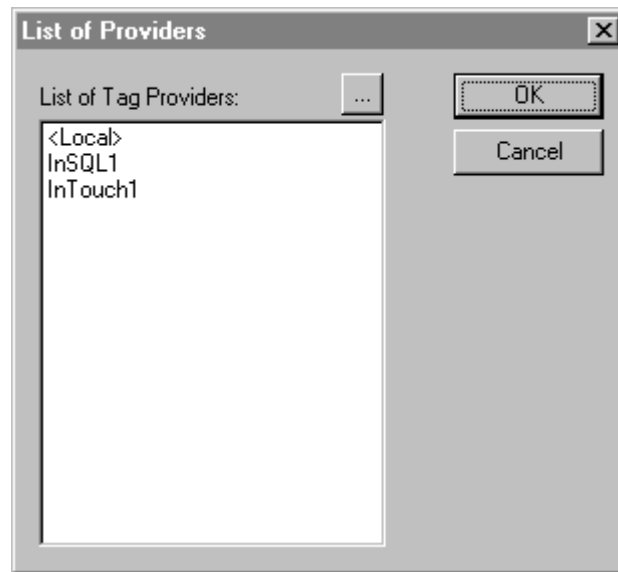 List of Providers
List of Tag Providers: ...
OK
<Local>
InSQL1
InTouch1
Cancel